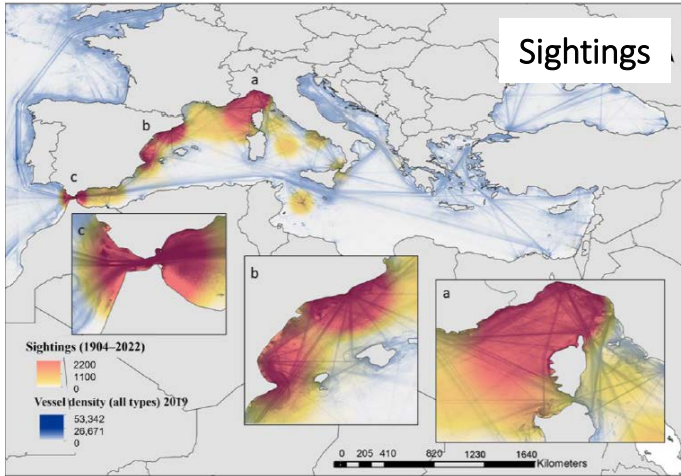 Sightings
a
b
c
c
b
a
Sightings (1904–2022)
2200
1100
0
Vessel density (all types) 2019
53,342
26,671
0
0 205 410 820 1230 1640
Kilometers